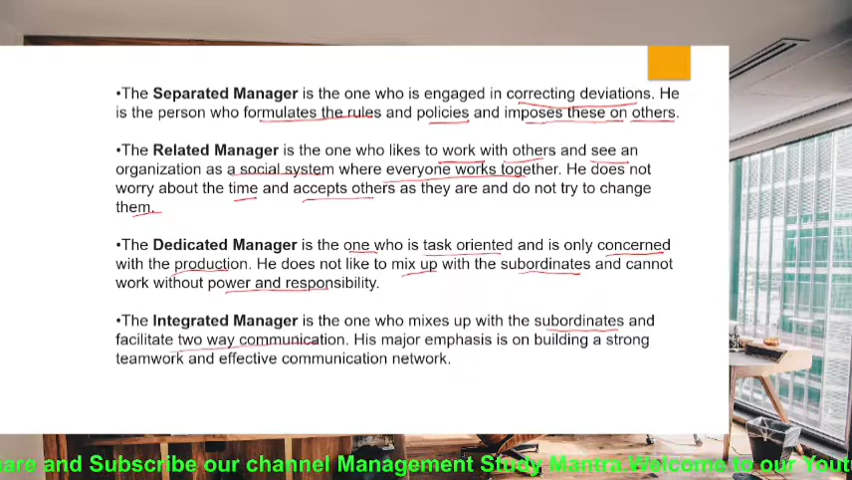 •The Separated Manager is the one who is engaged in correcting deviations. He
is the person who formulates the rules and policies and imposes these on others.
•The Related Manager is the one who likes to work with others and see an
organization as a social system where everyone works together. He does not
worry about the time and accepts others as they are and do not try to change
them.
•The Dedicated Manager is the one who is task oriented and is only concerned
with the production. He does not like to mix up with the subordinates and cannot
work without power and responsibility.
•The Integrated Manager is the one who mixes up with the subordinates and
facilitate two way communication. His major emphasis is on building a strong
teamwork and effective communication network.
and Subscribe our channel Management Study Mantra.Welcome to our